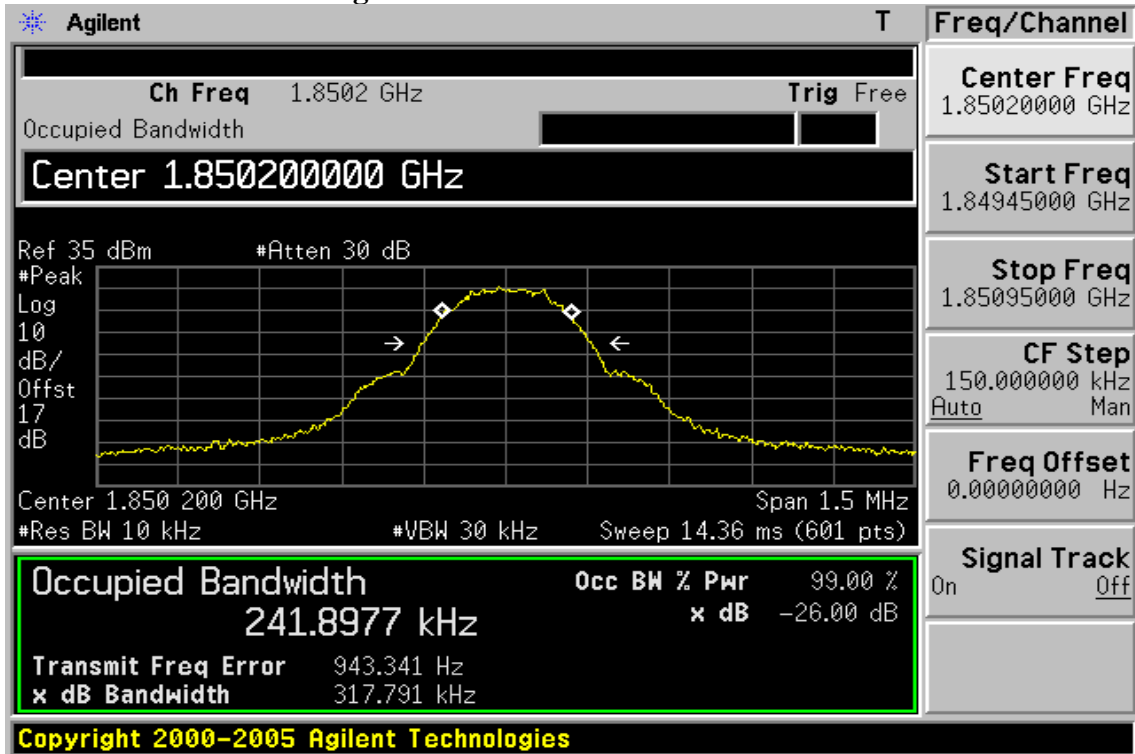 Agilent T
Ch Freq 1.8502 GHz Trig Free
Occupied Bandwidth
Center 1.850200000 GHz
Ref 35 dBm #Atten 30 dB
#Peak
Log
10
dB/
Offst
17
dB
Center 1.850 200 GHz Span 1.5 MHz
#Res BW 10 kHz #VBW 30 kHz Sweep 14.36 ms (601 pts)
Occupied Bandwidth
241.8977 kHz
Occ BW % Pwr 99.00 %
x dB -26.00 dB
Transmit Freq Error 943.341 Hz
x dB Bandwidth 317.791 kHz
Copyright 2000-2005 Agilent Technologies
Freq/Channel
Center Freq
1.85020000 GHz
Start Freq
1.84945000 GHz
Stop Freq
1.85095000 GHz
CF Step
150.000000 kHz
Auto Man
Freq Offset
0.00000000 Hz
Signal Track
On Off